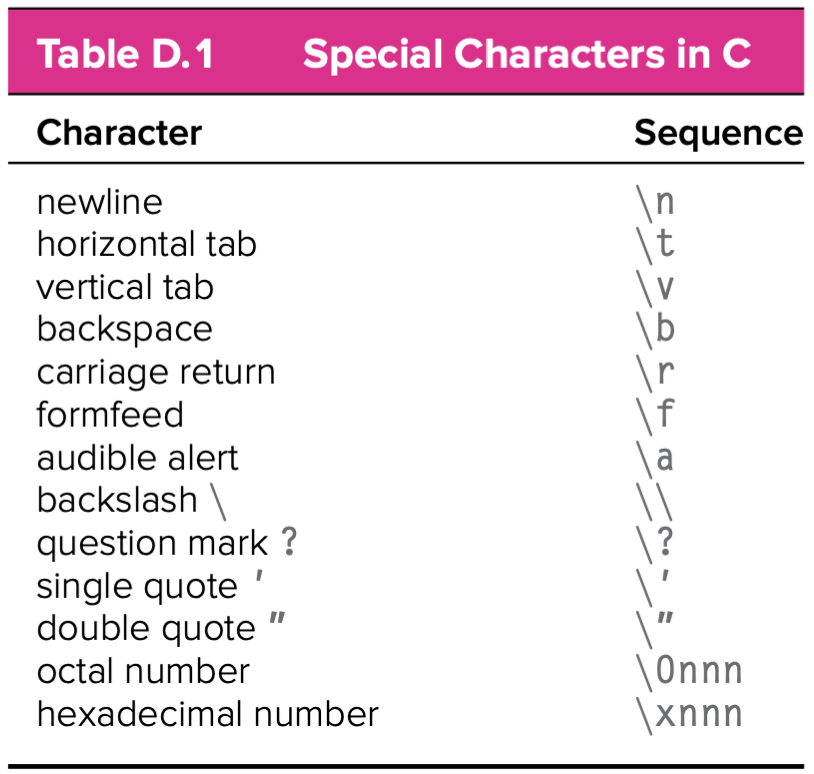 Table D.1 Special Characters in C
Character Sequence
newline \n
horizontal tab \t
vertical tab \v
backspace \b
carriage return \r
formfeed \f
audible alert \a
backslash \ \\
question mark ? \?
single quote ' \'
double quote " \"
octal number \0nnn
hexadecimal number \xnnn